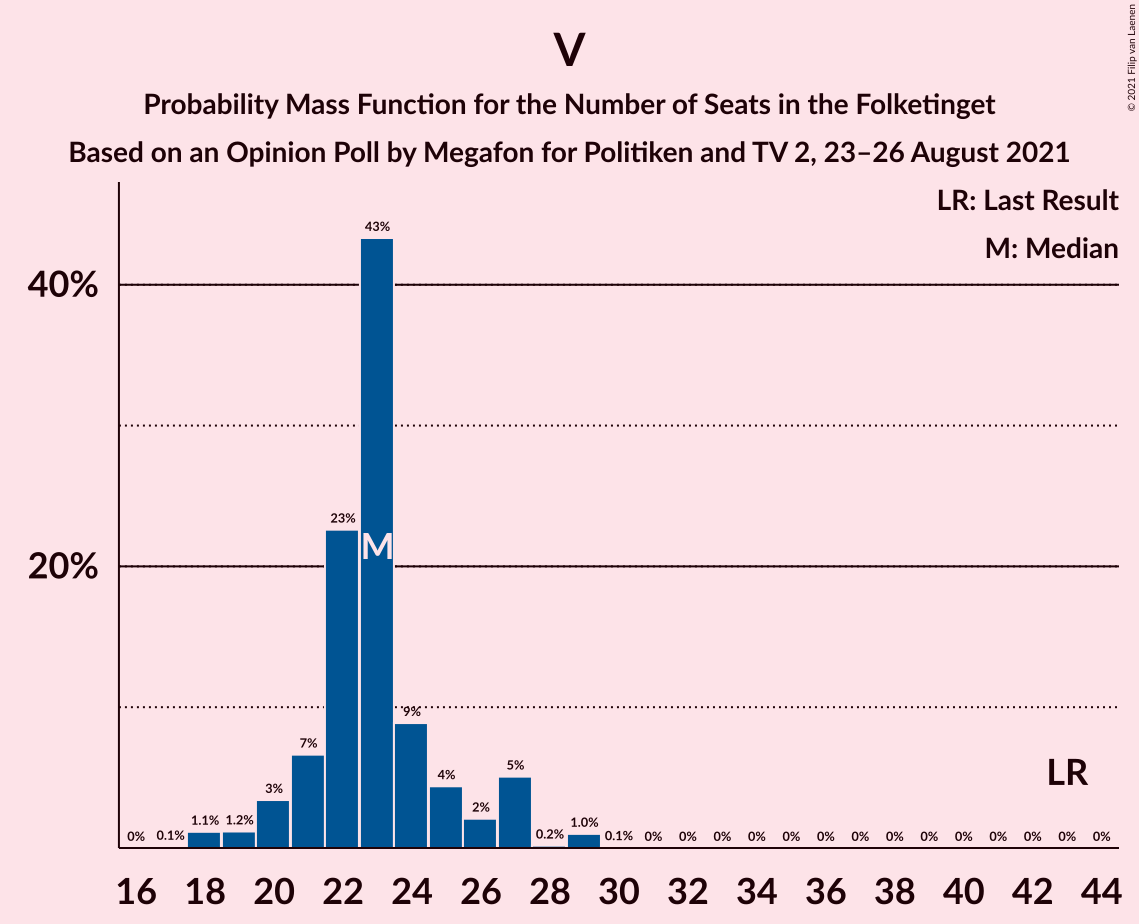 V
Probability Mass Function for the Number of Seats in the Folketinget
Based on an Opinion Poll by Megafon for Politiken and TV 2, 23–26 August 2021
© 2021 Filip van Laenen
LR: Last Result
M: Median
40%
20%
0% 0.1% 1.1% 1.2% 3% 7% 23% 43% 9% 4% 2% 5% 0.2% 1.0% 0.1% 0% 0% 0% 0% 0% 0% 0% 0% 0% 0% 0% 0% 0% 0%
M
LR
16 18 20 22 24 26 28 30 32 34 36 38 40 42 44